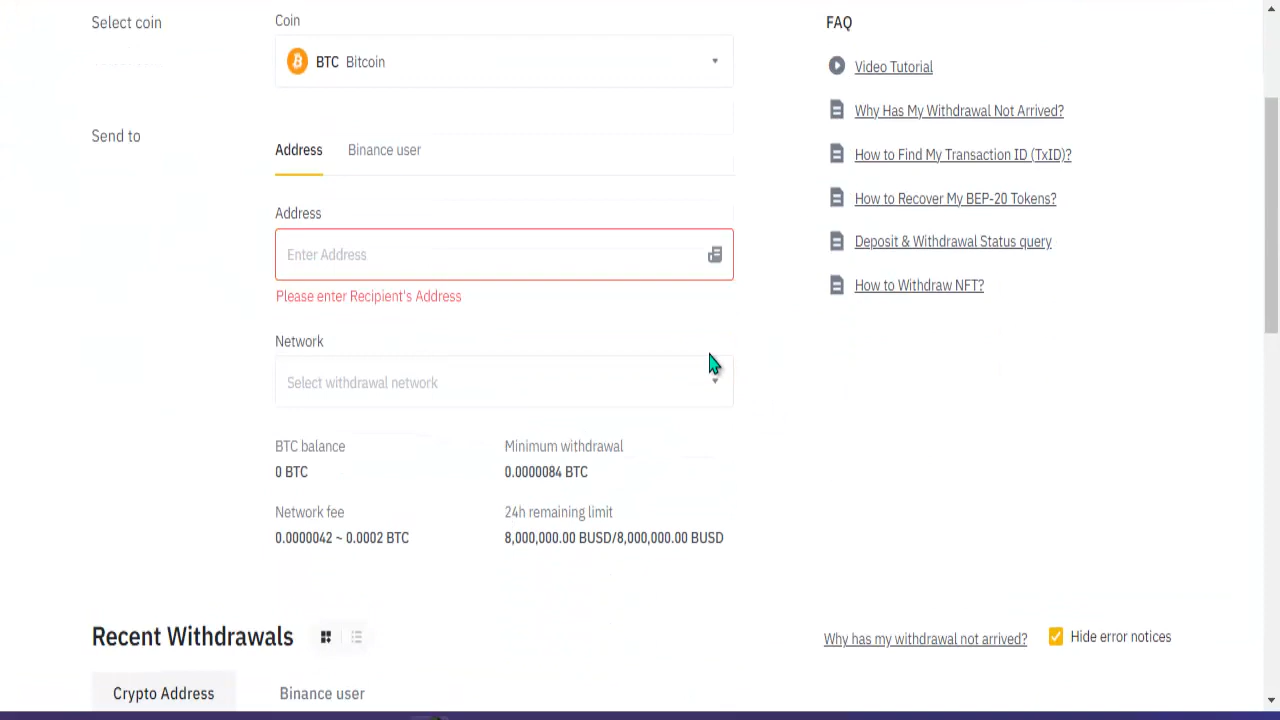 Select coin
Coin
BTC Bitcoin
Send to
Address
Binance user
Address
Enter Address
Please enter Recipient's Address
Network
Select withdrawal network
BTC balance
Minimum withdrawal
0 BTC
0.0000084 BTC
Network fee
24h remaining limit
0.0000042 ~ 0.0002 BTC
8,000,000.00 BUSD/8,000,000.00 BUSD
FAQ
Video Tutorial
Why Has My Withdrawal Not Arrived?
How to Find My Transaction ID (TxID)?
How to Recover My BEP-20 Tokens?
Deposit & Withdrawal Status query
How to Withdraw NFT?
Recent Withdrawals
Why has my withdrawal not arrived?
Hide error notices
Crypto Address
Binance user